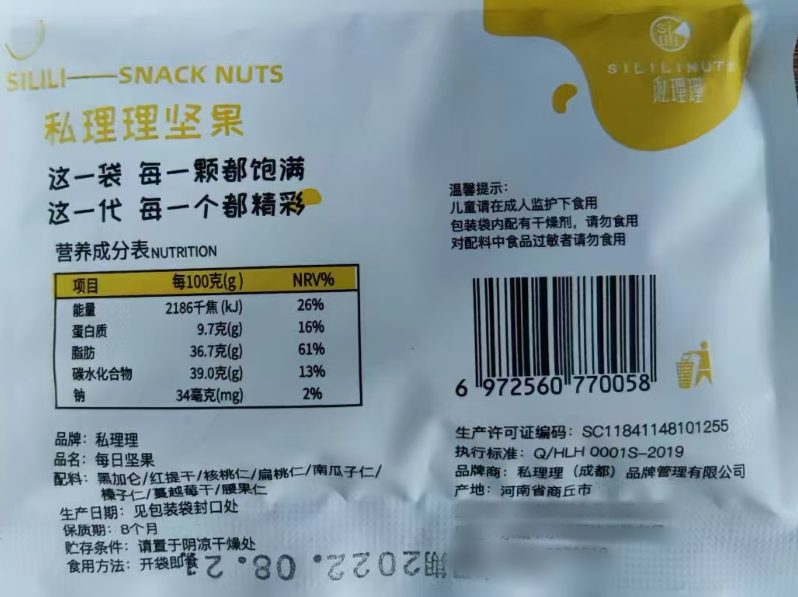 SILILI——SNACK NUTS
私理理坚果
这一袋 每一颗都饱满
这一代 每一个都精彩
营养成分表NUTRITION
项目 每100克(g) NRV%
能量 2186千焦 (kJ) 26%
蛋白质 9.7克(g) 16%
脂肪 36.7克(g) 61%
碳水化合物 39.0克(g) 13%
钠 34毫克(mg) 2%
品牌: 私理理
品名: 每日坚果
配料: 黑加仑/红提干/核桃仁/扁桃仁/南瓜子仁/
榛子仁/蔓越莓干/腰果仁
生产日期: 见包装袋封口处
保质期: 8个月
贮存条件: 请置于阴凉干燥处
食用方法: 开袋即食
SILILINUTS
私理理
温馨提示:
儿童请在成人监护下食用
包装袋内配有干燥剂, 请勿食用
对配料中食品过敏者请勿食用
6 972560 770058
生产许可证编码: SC11841148101255
执行标准: Q/HLH 0001S-2019
品牌商: 私理理 (成都) 品牌管理有限公司
产地: 河南省商丘市